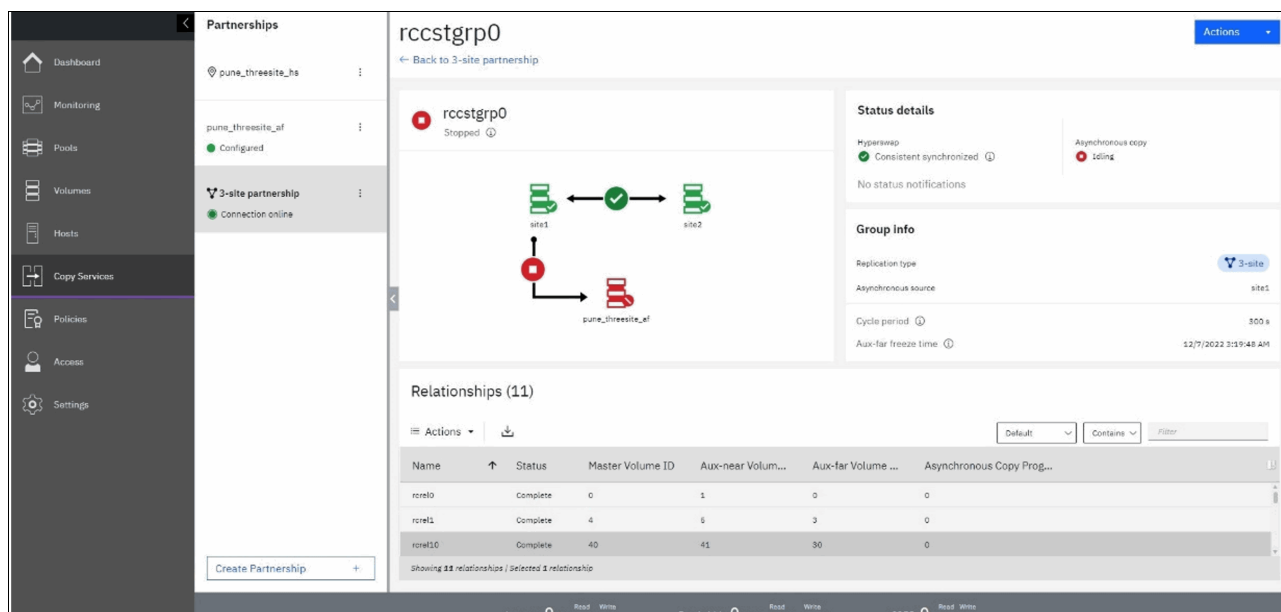 Partnerships
rccstgrp0
Actions
← Back to 3-site partnership
Dashboard
Monitoring
Pools
Volumes
Hosts
Copy Services
Policies
Access
Settings
pune_threesite_hs
pune_threesite_af
Configured
3-site partnership
Connection online
Create Partnership +
rccstgrp0
Stopped
site1
site2
pune_threesite_af
Status details
Hyperswap
Consistent synchronized
Asynchronous copy
Idling
No status notifications
Group info
Replication type 3-site
Asynchronous source site1
Cycle period 300 s
Aux-far freeze time 12/7/2022 3:19:48 AM
Relationships (11)
Actions
Default
Contains
Filter
Name ↑ Status Master Volume ID Aux-near Volum... Aux-far Volume ... Asynchronous Copy Prog...
rcrel0 Complete 0 1 0 0
rcrel1 Complete 4 5 3 0
rcrel10 Complete 40 41 30 0
Showing 11 relationships | Selected 1 relationship
Read Write
Read Write
Read Write